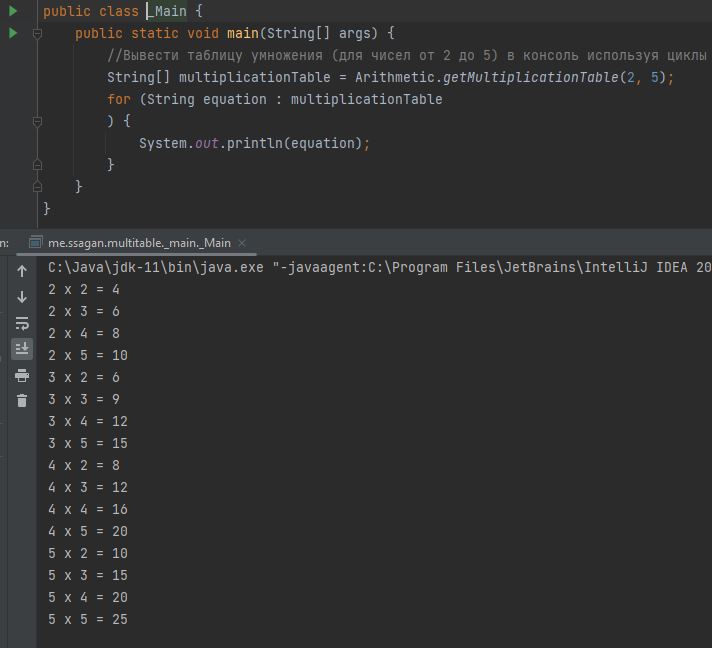 public class _Main {
public static void main(String[] args) {
//Вывести таблицу умножения (для чисел от 2 до 5) в консоль используя циклы
String[] multiplicationTable = Arithmetic.getMultiplicationTable(2, 5);
for (String equation : multiplicationTable
) {
System.out.println(equation);
}
}
}
n: me.ssagan.multitable._main._Main ×
C:\Java\jdk-11\bin\java.exe "-javaagent:C:\Program Files\JetBrains\IntelliJ IDEA 20
2 x 2 = 4
2 x 3 = 6
2 x 4 = 8
2 x 5 = 10
3 x 2 = 6
3 x 3 = 9
3 x 4 = 12
3 x 5 = 15
4 x 2 = 8
4 x 3 = 12
4 x 4 = 16
4 x 5 = 20
5 x 2 = 10
5 x 3 = 15
5 x 4 = 20
5 x 5 = 25